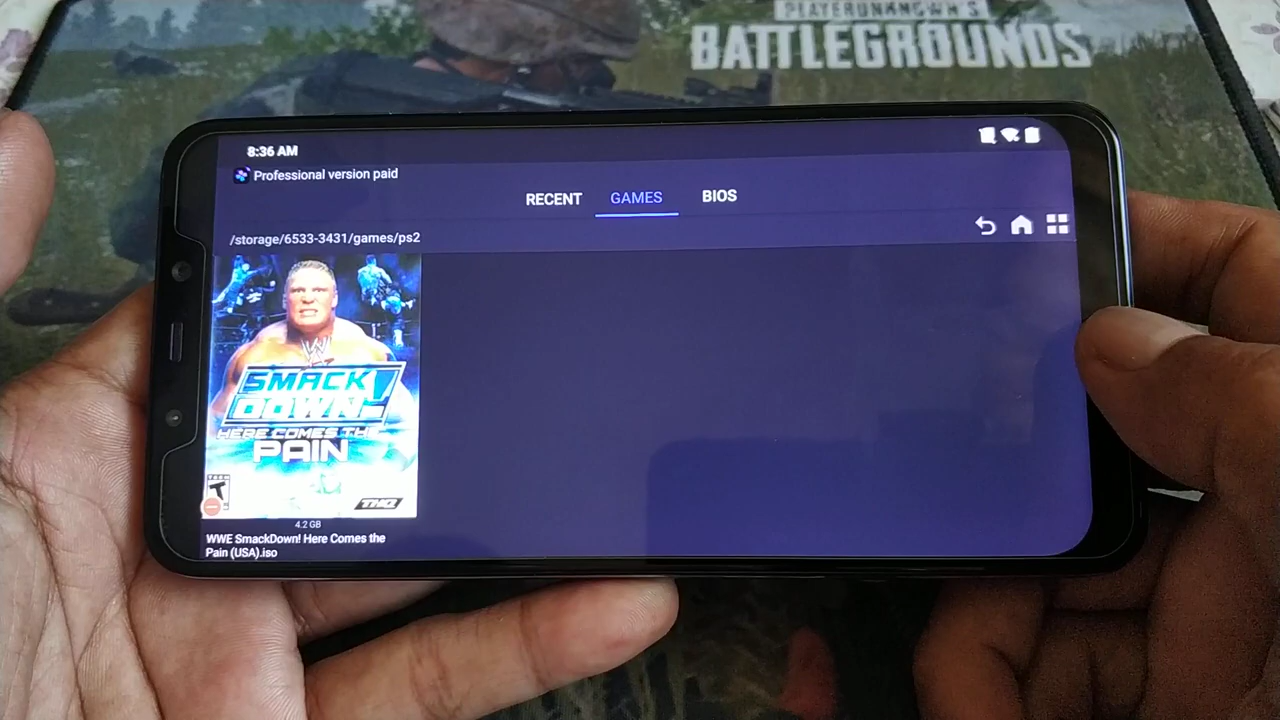 PLAYERUNKNOWN'S
BATTLEGROUNDS
8:36 AM
Professional version paid
RECENT GAMES BIOS
/storage/6533-3431/games/ps2
W
SMACK
DOWN!
HERE COMES THE
PAIN
T
THQ
4.2 GB
WWE SmackDown! Here Comes the
Pain (USA).iso